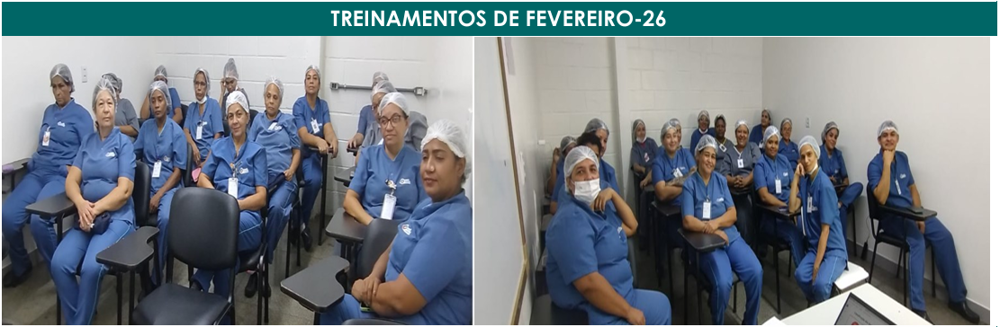 TREINAMENTOS DE FEVEREIRO-26